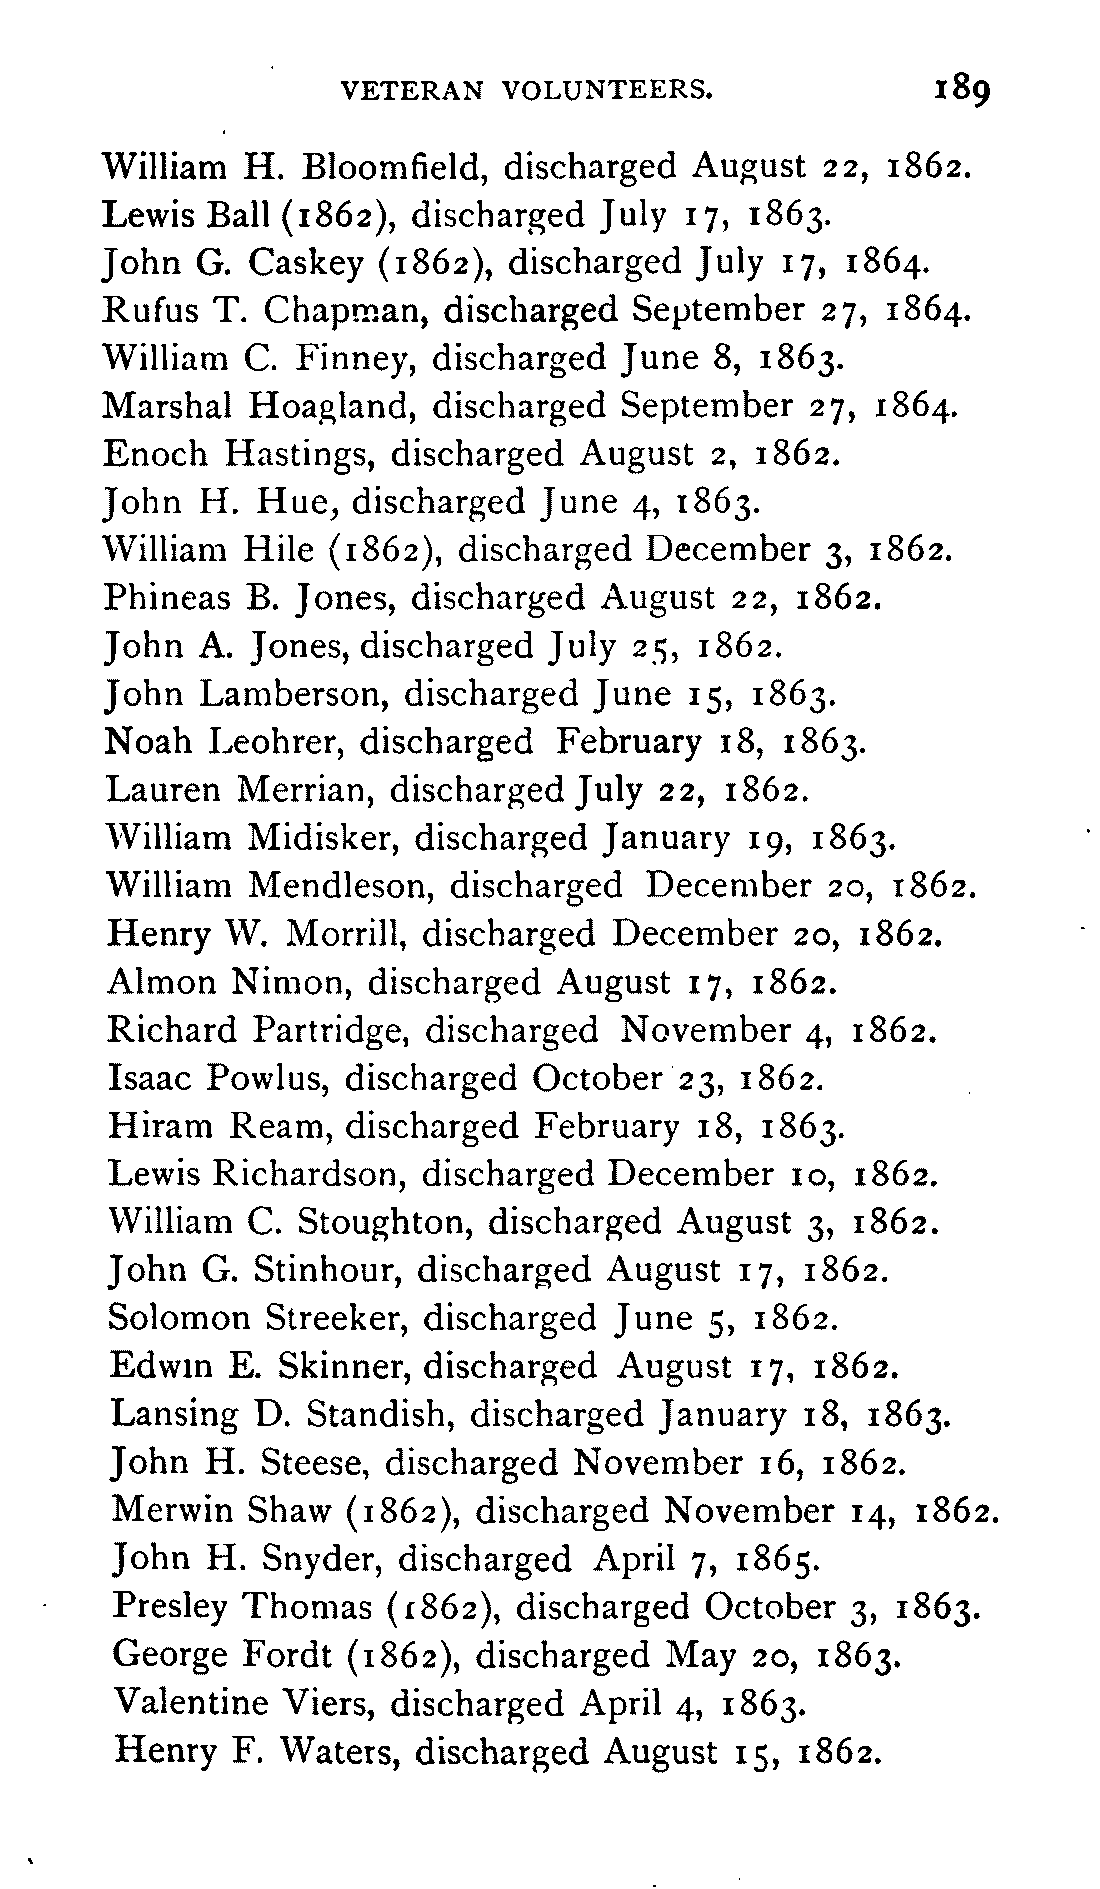 VETERAN VOLUNTEERS. 189
William H. Bloomfield, discharged August 22, 1862.
Lewis Ball (1862), discharged July 17, 1863.
John G. Caskey (1862), discharged July 17, 1864.
Rufus T. Chapman, discharged September 27, 1864.
William C. Finney, discharged June 8, 1863.
Marshal Hoagland, discharged September 27, 1864.
Enoch Hastings, discharged August 2, 1862.
John H. Hue, discharged June 4, 1863.
William Hile (1862), discharged December 3, 1862.
Phineas B. Jones, discharged August 22, 1862.
John A. Jones, discharged July 25, 1862.
John Lamberson, discharged June 15, 1863.
Noah Leohrer, discharged February 18, 1863.
Lauren Merrian, discharged July 22, 1862.
William Midisker, discharged January 19, 1863.
William Mendleson, discharged December 20, 1862.
Henry W. Morrill, discharged December 20, 1862.
Almon Nimon, discharged August 17, 1862.
Richard Partridge, discharged November 4, 1862.
Isaac Powlus, discharged October 23, 1862.
Hiram Ream, discharged February 18, 1863.
Lewis Richardson, discharged December 10, 1862.
William C. Stoughton, discharged August 3, 1862.
John G. Stinhour, discharged August 17, 1862.
Solomon Streeker, discharged June 5, 1862.
Edwin E. Skinner, discharged August 17, 1862.
Lansing D. Standish, discharged January 18, 1863.
John H. Steese, discharged November 16, 1862.
Merwin Shaw (1862), discharged November 14, 1862.
John H. Snyder, discharged April 7, 1865.
Presley Thomas (1862), discharged October 3, 1863.
George Fordt (1862), discharged May 20, 1863.
Valentine Viers, discharged April 4, 1863.
Henry F. Waters, discharged August 15, 1862.